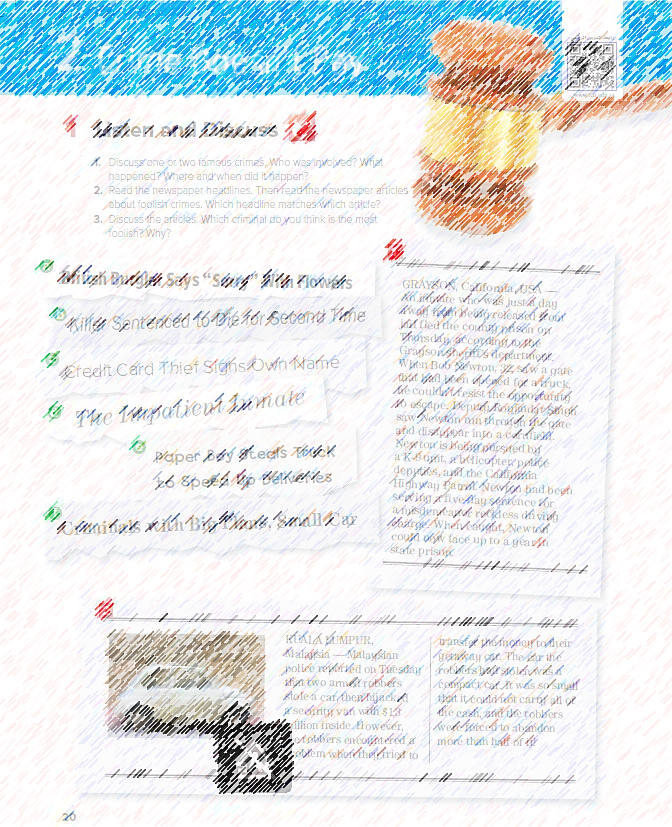 2 Crime Doesn't Pay
1 Listen and Discuss
1. Discuss one or two famous crimes. Who was involved? What
happened? Where and when did it happen?
2. Read the newspaper headlines. Then read the newspaper articles
about foolish crimes. Which headline matches which article?
3. Discuss the articles. Which criminal do you think is the most
foolish? Why?
British Burglar Says "Sorry" With Flowers
Killer Sentenced to Die for Second Time
Credit Card Thief Signs Own Name
The Impatient Inmate
Paper Boy Steals Truck
to Speed Up Deliveries
Criminals with Big Plans, Small Car
GRAYSON, California, USA —
An inmate who was just a day
away from being released from
jail fled the county prison on
Thursday, according to the
Grayson sheriff's department.
When Bob Newton, 32, saw a gate
that had been opened for a truck,
he couldn't resist the opportunity
to escape. Deputy Reginald Smith
saw Newton run through the gate
and disappear into a cornfield.
Newton is being pursued by
a K-9 unit, a helicopter, police
deputies, and the California
Highway Patrol. Newton had been
serving a five-day sentence for
a misdemeanor reckless driving
charge. When caught, Newton
could now face up to a year in
state prison.
KUALA LUMPUR,
Malaysia — Malaysian
police reported on Tuesday
that two armed robbers
stole a car, then hijacked
a security van with $1.3
million inside. However,
the robbers encountered a
problem when they tried to
transfer the money to their
getaway car. The car the
robbers had stolen was a
compact car. It was so small
that it could not carry all of
the cash, and the robbers
were forced to abandon
more than half of it!
20